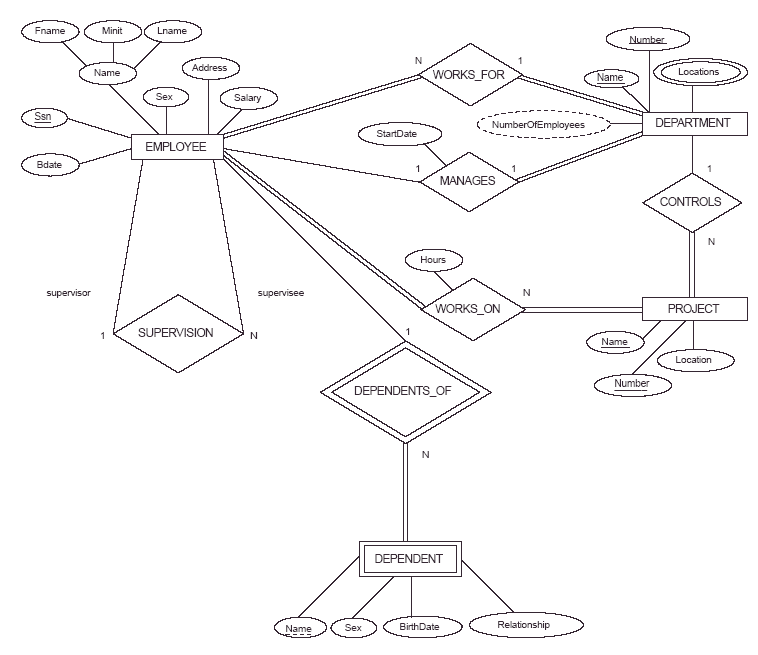 Fname
Minit
Lname
Number
N
1
Name
Address
WORKS_FOR
Name
Locations
Sex
Salary
Ssn
NumberOfEmployees
DEPARTMENT
StartDate
EMPLOYEE
Bdate
1
MANAGES
1
1
CONTROLS
N
Hours
supervisor
supervisee
N
WORKS_ON
PROJECT
1
SUPERVISION
N
1
Name
Location
Number
DEPENDENTS_OF
N
DEPENDENT
Name
Sex
BirthDate
Relationship